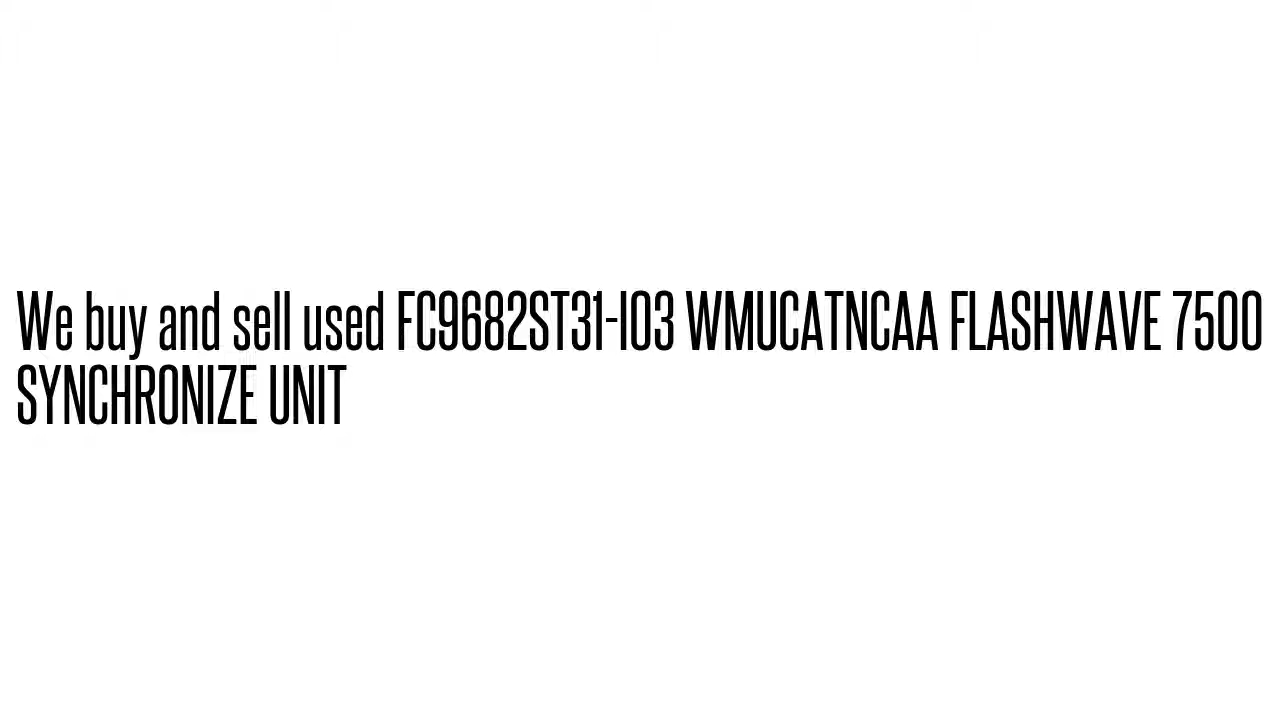 We buy and sell used FC9682ST31-I03 WMUCATNCAA FLASHWAVE 7500
SYNCHRONIZE UNIT